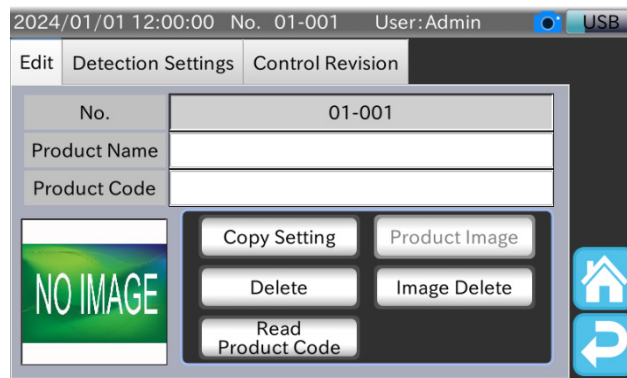 2024/01/01 12:00:00 No. 01-001 User:Admin USB
Edit Detection Settings Control Revision
No. 01-001
Product Name
Product Code
Copy Setting Product Image
NO IMAGE Delete Image Delete
Read
Product Code